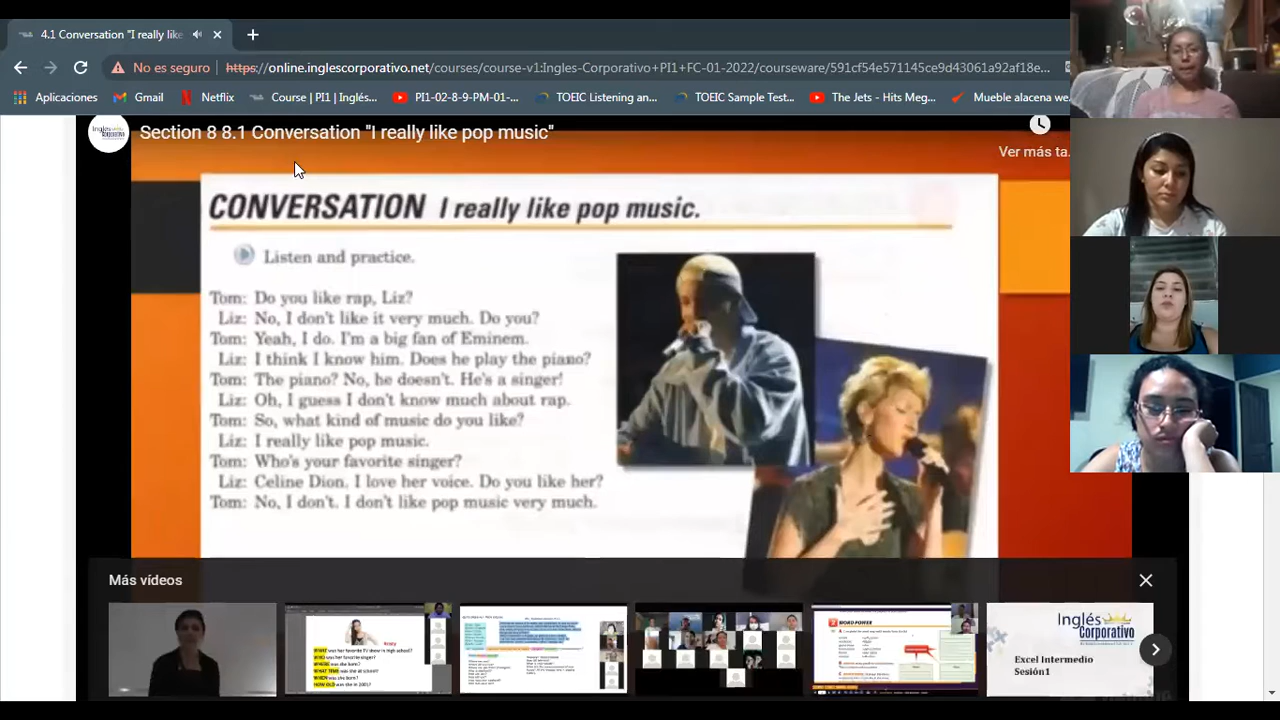 4.1 Conversation "I really like
No es seguro https://online.inglescorporativo.net/course
e-v1:Ingles-Corporativo+PI1+FC-01-2022/courseware/591cf54e571145ce9d43061a92af18e...
Aplicaciones Gmail Netflix Course | PI1 | Inglés... PI1-02-3-8-9-PM-01-... TOEIC Listening an... TOEIC Sample Test... The Jets - Hits Meg... Mueble alacena we
Section 8 8.1 Conversation "I really like pop music"
Ver más ta.
CONVERSATION I really like pop music.
Listen and practice.
Tom: Do you like rap, Liz?
Liz: No, I don't like it very much. Do you?
Tom: Yeah, I do. I'm a big fan of Eminem.
Liz: I think I know him. Does he play the piano?
Tom: The piano? No, he doesn't. He's a singer!
Liz: Oh, I guess I don't know much about rap.
Tom: So, what kind of music do you like?
Liz: I really like pop music.
Tom: Who's your favorite singer?
Liz: Celine Dion. I love her voice. Do you like her?
Tom: No, I don't. I don't like pop music very much.
Más vídeos
WORD POWER
Inglés
corporativo
Excel Intermedio
Sesión1